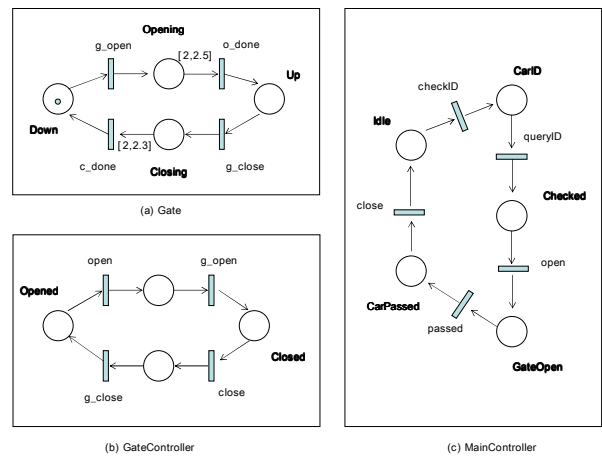 Opening
g_open
[2,2.5]
o_done
Up
Down
[2,2.3]
c_done
g_close
Closing
(a) Gate
open
g_open
Opened
Closed
g_close
close
(b) GateController
CarID
checkID
Idle
queryID
Checked
close
open
CarPassed
passed
GateOpen
(c) MainController